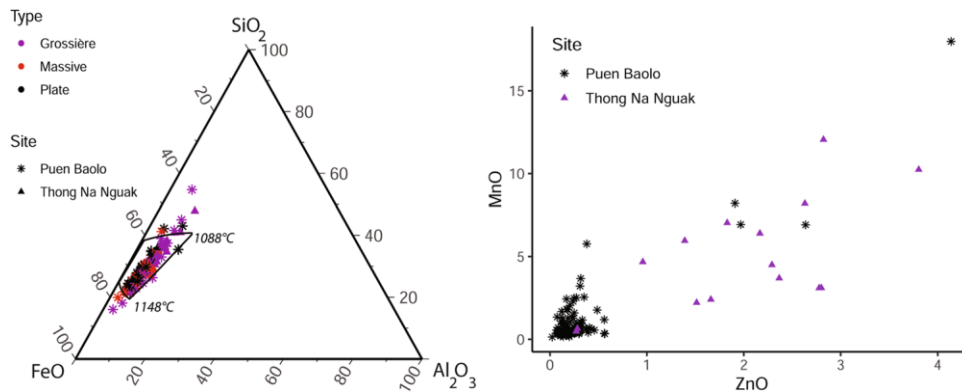 Type
Grossière
Massive
Plate
Site
Puen Baolo
Thong Na Nguak
SiO2
100
80
60
40
20
20
40
60
80
100
1088°C
1148°C
FeO
20
40
60
80
100
Al2O3
Site
Puen Baolo
Thong Na Nguak
MnO
15
10
5
0
0
1
2
3
4
ZnO